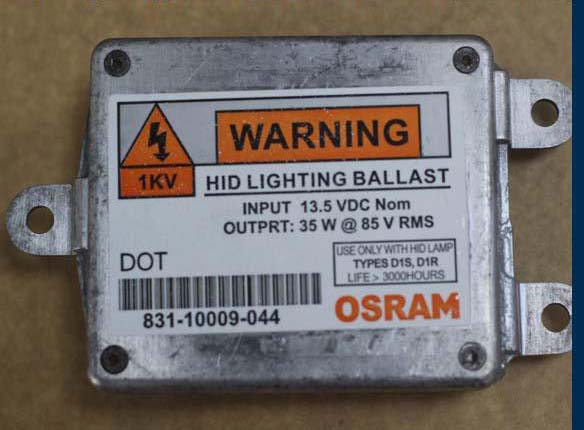 WARNING
1KV
HID LIGHTING BALLAST
INPUT 13.5 VDC Nom
OUTPRT: 35 W @ 85 V RMS
USE ONLY WITH HID LAMP
TYPES D1S, D1R
LIFE > 3000HOURS
DOT
831-10009-044
OSRAM